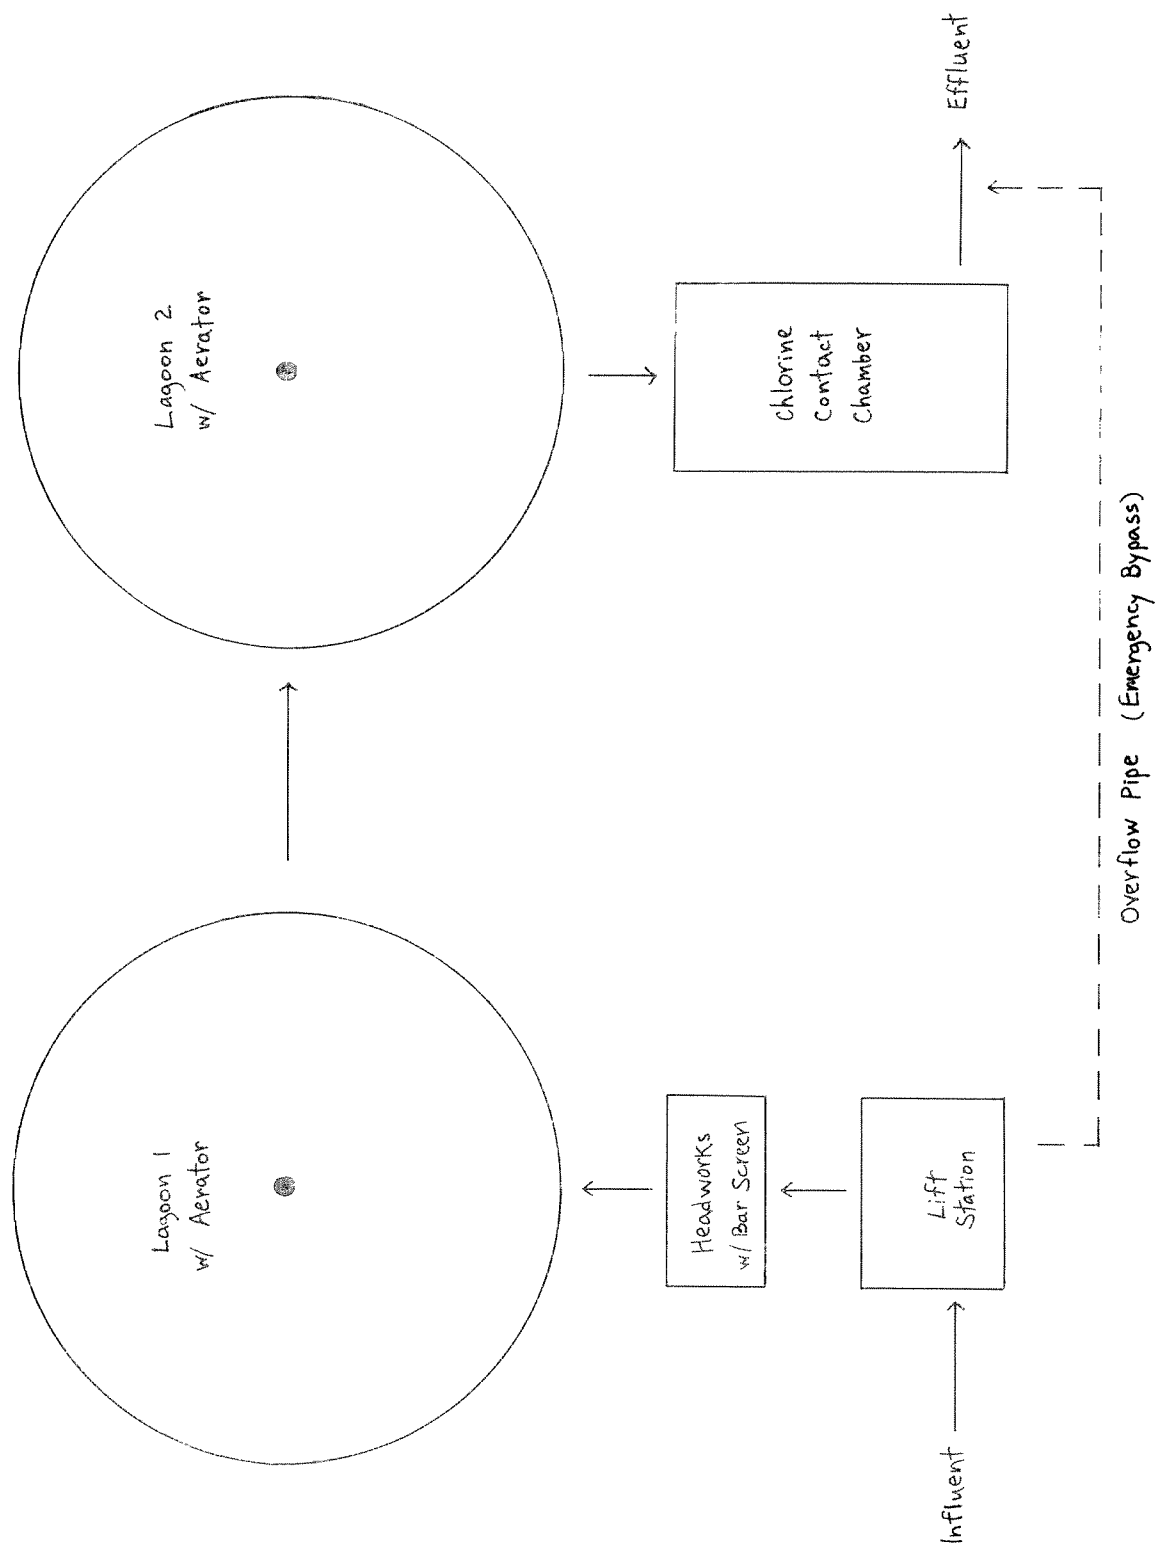 Lagoon 1
w/ Aerator
Lagoon 2
w/ Aerator
Headworks
w/ Bar Screen
Chlorine
Contact
Chamber
Influent
Lift
Station
Effluent
Overflow Pipe (Emergency Bypass)